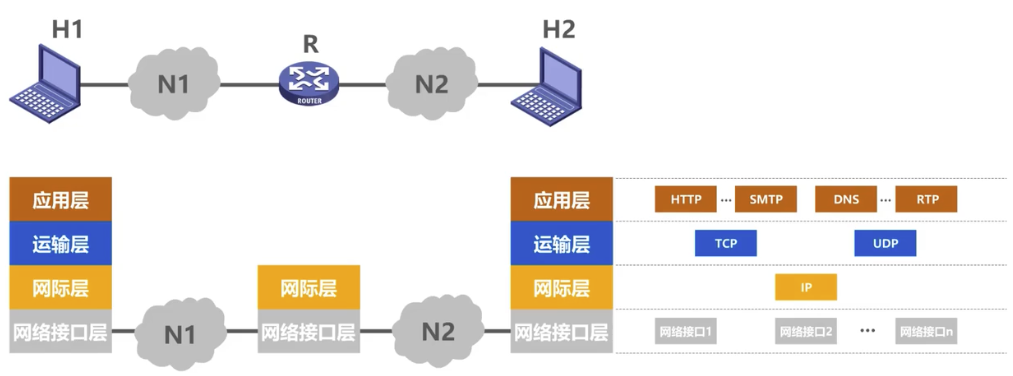 H1
R
H2
N1
N2
ROUTER
应用层
应用层
HTTP ... SMTP DNS ... RTP
运输层
运输层
TCP UDP
网际层
网际层
网际层
IP
网络接口层
N1
网络接口层
N2
网络接口层
网络接口1 网络接口2 ... 网络接口n